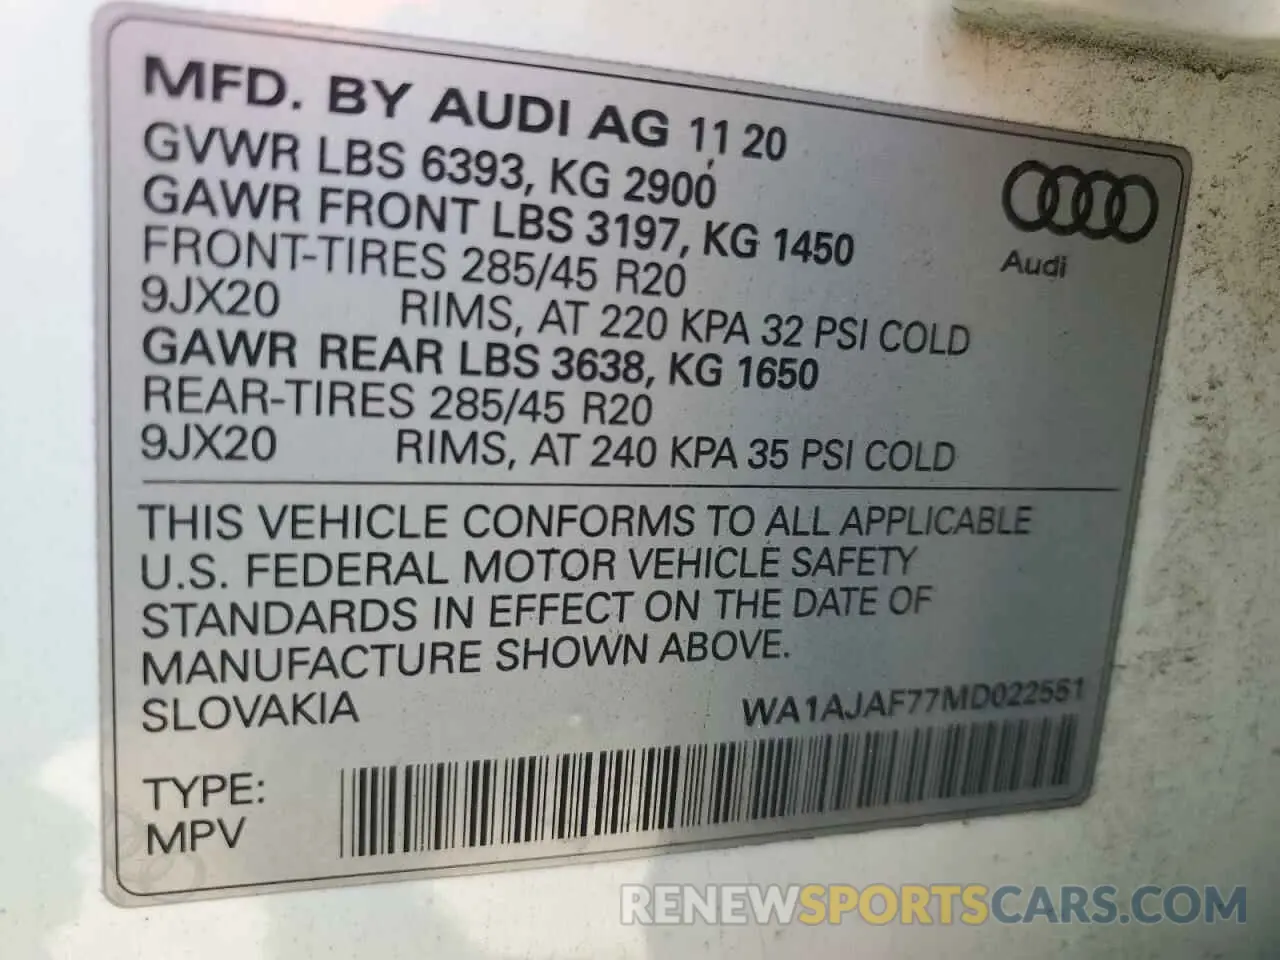 MFD. BY AUDI AG 11 20
GVWR LBS 6393, KG 2900
GAWR FRONT LBS 3197, KG 1450
FRONT-TIRES 285/45 R20
9JX20 RIMS, AT 220 KPA 32 PSI COLD
GAWR REAR LBS 3638, KG 1650
REAR-TIRES 285/45 R20
9JX20 RIMS, AT 240 KPA 35 PSI COLD
Audi
THIS VEHICLE CONFORMS TO ALL APPLICABLE
U.S. FEDERAL MOTOR VEHICLE SAFETY
STANDARDS IN EFFECT ON THE DATE OF
MANUFACTURE SHOWN ABOVE.
SLOVAKIA WA1AJAF77MD022551
TYPE:
MPV
RENEWSPORTSCARS.COM